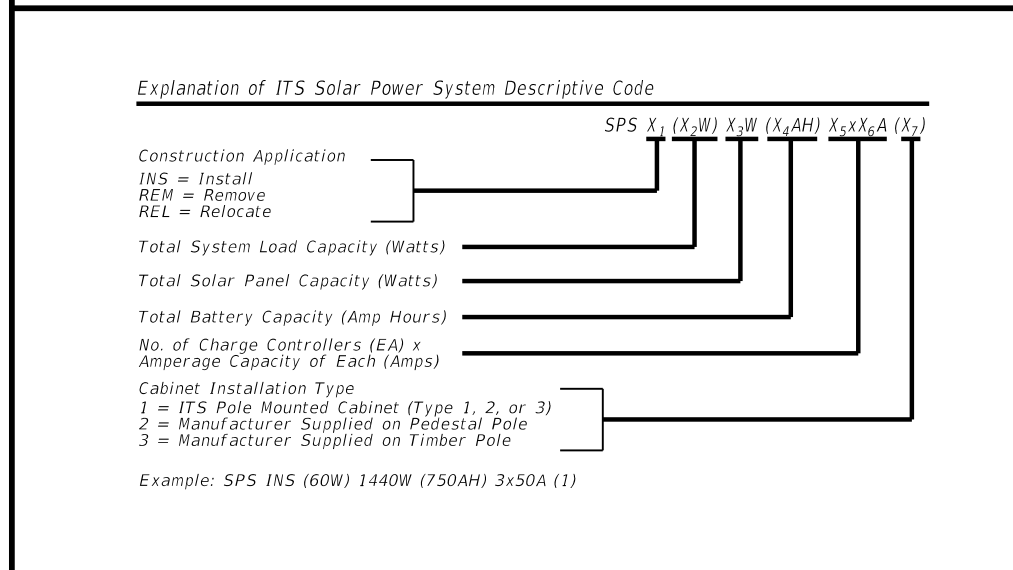 Explanation of ITS Solar Power System Descriptive Code
SPS X₁ (X₂W) X₃W (X₄AH) X₅xX₆A (X₇)
Construction Application
INS = Install
REM = Remove
REL = Relocate
Total System Load Capacity (Watts)
Total Solar Panel Capacity (Watts)
Total Battery Capacity (Amp Hours)
No. of Charge Controllers (EA) x
Amperage Capacity of Each (Amps)
Cabinet Installation Type
1 = ITS Pole Mounted Cabinet (Type 1, 2, or 3)
2 = Manufacturer Supplied on Pedestal Pole
3 = Manufacturer Supplied on Timber Pole
Example: SPS INS (60W) 1440W (750AH) 3x50A (1)